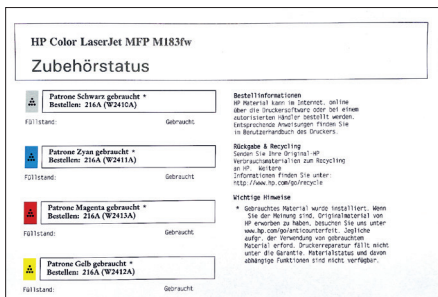 HP Color LaserJet MFP M183fw
Zubehörstatus
Patrone Schwarz gebraucht *
Bestellen: 216A (W2410A)
Füllstand: Gebraucht
Patrone Zyan gebraucht *
Bestellen: 216A (W2411A)
Füllstand: Gebraucht
Patrone Magenta gebraucht *
Bestellen: 216A (W2413A)
Füllstand: Gebraucht
Patrone Gelb gebraucht *
Bestellen: 216A (W2412A)
Füllstand: Gebraucht
Bestellinformationen
HP Material kann im Internet, online
über die Druckersoftware oder bei einem
autorisierten Händler bestellt werden.
Entsprechende Anweisungen finden Sie
in Benutzerhandbuch des Druckers.
Rückgabe & Recycling
Senden Sie Ihre Original-HP
Verbrauchsmaterialien zum Recycling
an HP. Weitere
Informationen finden Sie unter:
http://www.hp.com/go/recycle
Wichtige Hinweise
* Gebrauchtes Material wurde installiert. Wenn
Sie der Meinung sind, Originalmaterial von
HP erworben zu haben, besuchen Sie uns unter
www.hp.com/go/anticounterfeit. Jegliche
aufgr. der Verwendung von gebrauchtem
Material erford. Druckerreparatur fällt nicht
unter die Garantie. Materialstatus und davon
abhängige Funktionen sind nicht verfügbar.